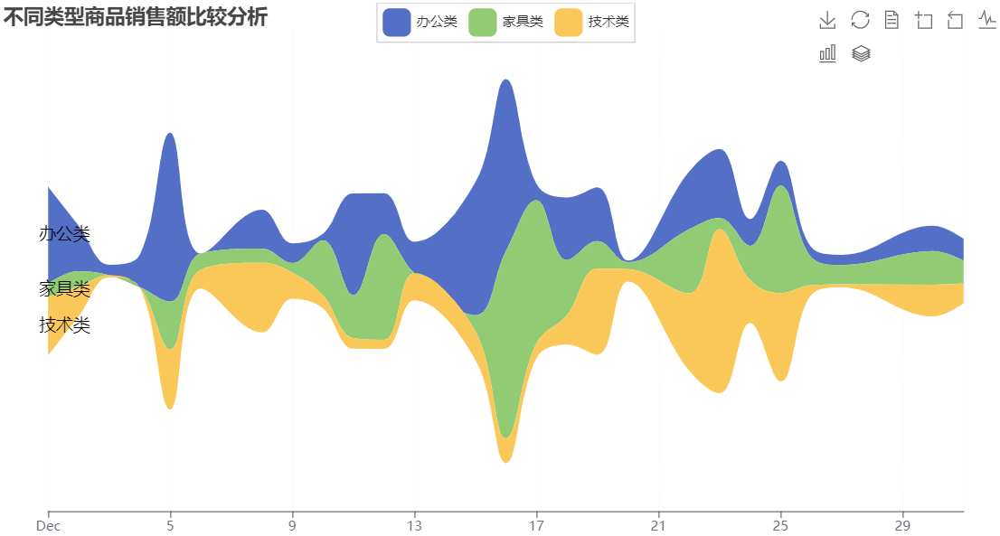 不同类型商品销售额比较分析
办公类 家具类 技术类
办公类
家具类
技术类
Dec 5 9 13 17 21 25 29